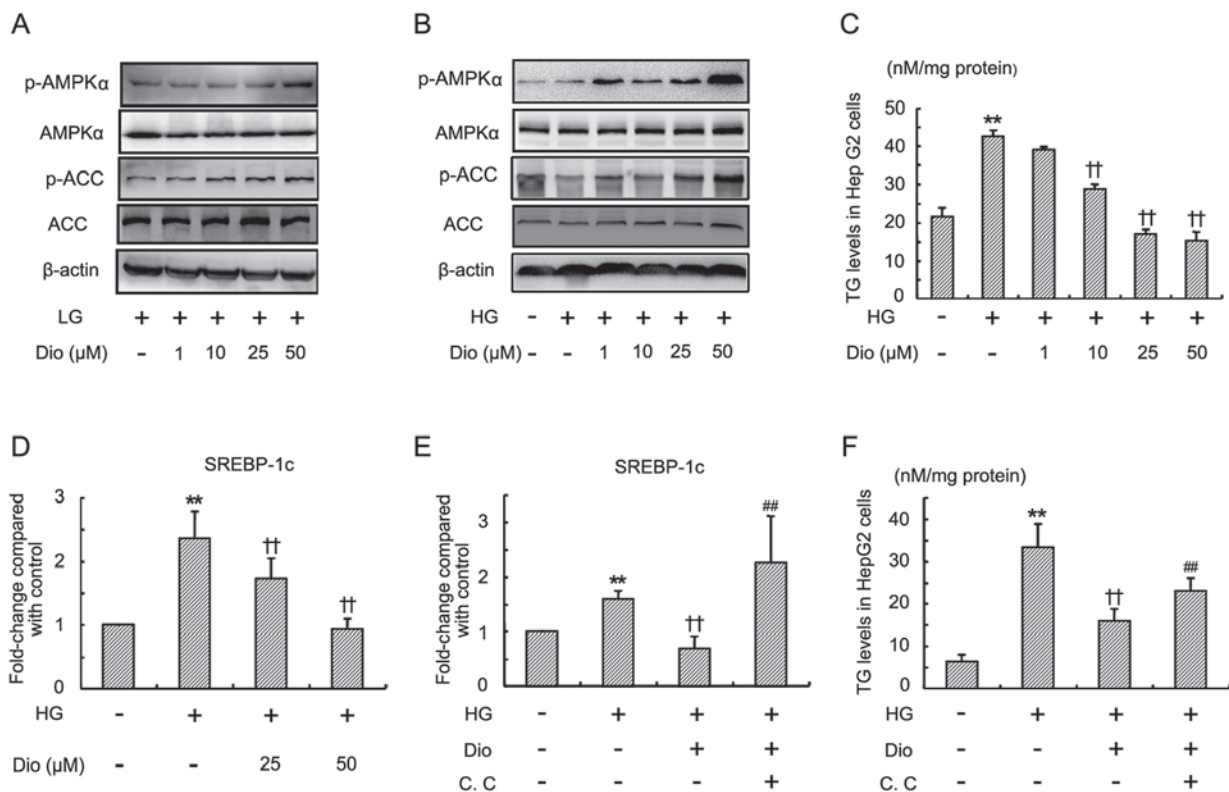 A
p-AMPKα
AMPKα
p-ACC
ACC
β-actin
LG + + + + +
Dio (μM) - 1 10 25 50
B
p-AMPKα
AMPKα
p-ACC
ACC
β-actin
HG - + + + + +
Dio (μM) - - 1 10 25 50
C
(nM/mg protein)
TG levels in Hep G2 cells
50
40
30
20
10
0
** †† †† ††
HG - + + + + +
Dio (μM) - - 1 10 25 50
D
SREBP-1c
Fold-change compared
with control
3
2
1
0
** †† ††
HG - + + +
Dio (μM) - - 25 50
E
SREBP-1c
Fold-change compared
with control
3
2
1
0
** †† ##
HG - + + +
Dio - - + +
C. C - - - +
F
(nM/mg protein)
TG levels in HepG2 cells
40
30
20
10
0
** †† ##
HG - + + +
Dio - - + +
C. C - - - +